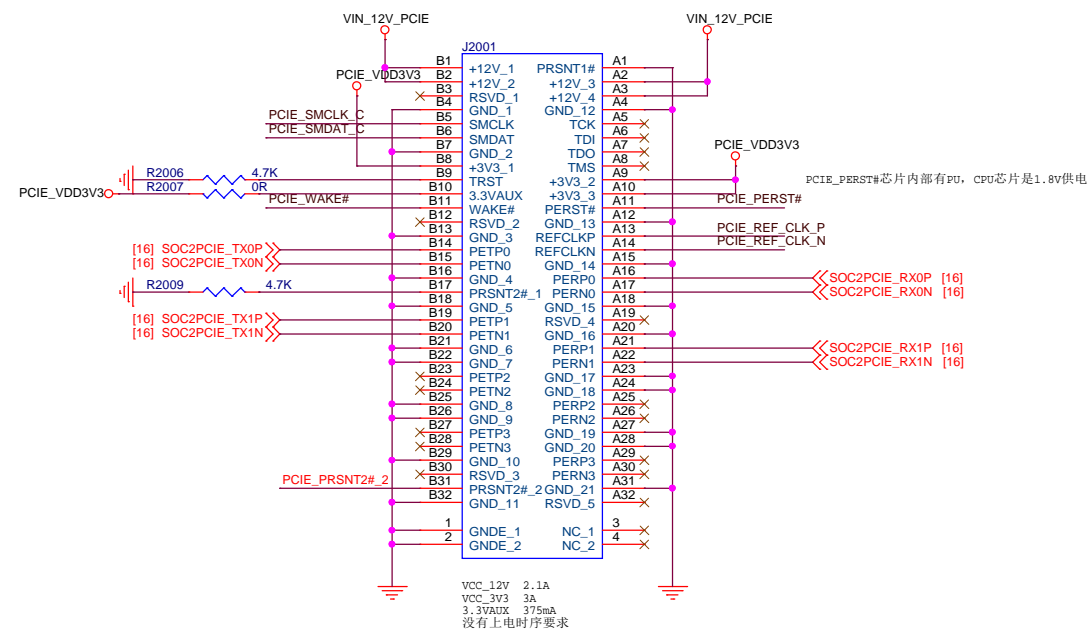 VIN_12V_PCIE
VIN_12V_PCIE
J2001
PCIE_VDD3V3
B1 +12V_1 PRSNT1# A1
B2 +12V_2 +12V_3 A2
B3 RSVD_1 +12V_4 A3
B4 GND_1 GND_12 A4
PCIE_SMCLK_C B5 SMCLK TCK A5
PCIE_SMDAT_C B6 SMDAT TDI A6
B7 GND_2 TDO A7
PCIE_VDD3V3
B8 +3V3_1 TMS A8
R2006 4.7K B9 TRST +3V3_2 A9
PCIE_PERST#芯片内部有PU，CPU芯片是1.8V供电
PCIE_VDD3V3 R2007 0R B10 3.3VAUX +3V3_3 A10
PCIE_WAKE# B11 WAKE# PERST# A11 PCIE_PERST#
B12 RSVD_2 GND_13 A12
B13 GND_3 REFCLKP A13 PCIE_REF_CLK_P
[16] SOC2PCIE_TX0P B14 PETP0 REFCLKN A14 PCIE_REF_CLK_N
[16] SOC2PCIE_TX0N B15 PETN0 GND_14 A15
B16 GND_4 PERP0 A16 SOC2PCIE_RX0P [16]
R2009 4.7K B17 PRSNT2#_1 PERN0 A17 SOC2PCIE_RX0N [16]
B18 GND_5 GND_15 A18
[16] SOC2PCIE_TX1P B19 PETP1 RSVD_4 A19
[16] SOC2PCIE_TX1N B20 PETN1 GND_16 A20
B21 GND_6 PERP1 A21 SOC2PCIE_RX1P [16]
B22 GND_7 PERN1 A22 SOC2PCIE_RX1N [16]
B23 PETP2 GND_17 A23
B24 PETN2 GND_18 A24
B25 GND_8 PERP2 A25
B26 GND_9 PERN2 A26
B27 PETP3 GND_19 A27
B28 PETN3 GND_20 A28
B29 GND_10 PERP3 A29
B30 RSVD_3 PERN3 A30
PCIE_PRSNT2#_2 B31 PRSNT2#_2 GND_21 A31
B32 GND_11 RSVD_5 A32
1 GNDE_1 NC_1 3
2 GNDE_2 NC_2 4
VCC_12V 2.1A
VCC_3V3 3A
3.3VAUX 375mA
没有上电时序要求